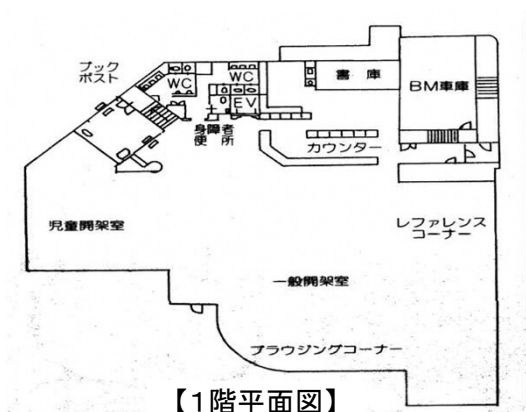 ブック
ポスト
WC
WC
EV
書庫
BM車庫
身障者
便所
カウンター
児童開架室
レファレンス
コーナー
一般開架室
ブラウジングコーナー
【1階平面図】